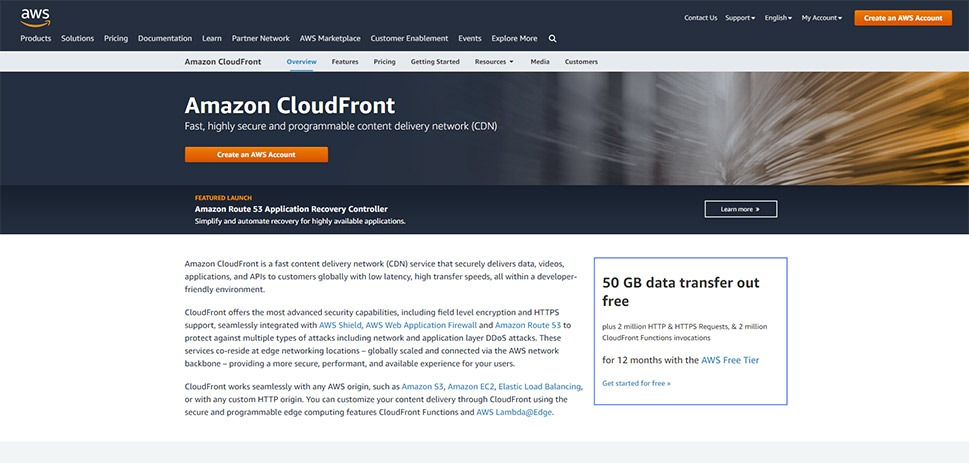 aws
Contact Us Support English My Account Create an AWS Account
Products Solutions Pricing Documentation Learn Partner Network AWS Marketplace Customer Enablement Events Explore More
Amazon CloudFront Overview Features Pricing Getting Started Resources Media Customers
Amazon CloudFront
Fast, highly secure and programmable content delivery network (CDN)
Create an AWS Account
FEATURED LAUNCH
Amazon Route 53 Application Recovery Controller
Simplify and automate recovery for highly available applications.
Learn more »
Amazon CloudFront is a fast content delivery network (CDN) service that securely delivers data, videos,
applications, and APIs to customers globally with low latency, high transfer speeds, all within a developer-
friendly environment.
CloudFront offers the most advanced security capabilities, including field level encryption and HTTPS
support, seamlessly integrated with AWS Shield, AWS Web Application Firewall and Amazon Route 53 to
protect against multiple types of attacks including network and application layer DDoS attacks. These
services co-reside at edge networking locations – globally scaled and connected via the AWS network
backbone – providing a more secure, performant, and available experience for your users.
CloudFront works seamlessly with any AWS origin, such as Amazon S3, Amazon EC2, Elastic Load Balancing,
or with any custom HTTP origin. You can customize your content delivery through CloudFront using the
secure and programmable edge computing features CloudFront Functions and AWS Lambda@Edge.
50 GB data transfer out
free
plus 2 million HTTP & HTTPS Requests, & 2 million
CloudFront Functions invocations
for 12 months with the AWS Free Tier
Get started for free »